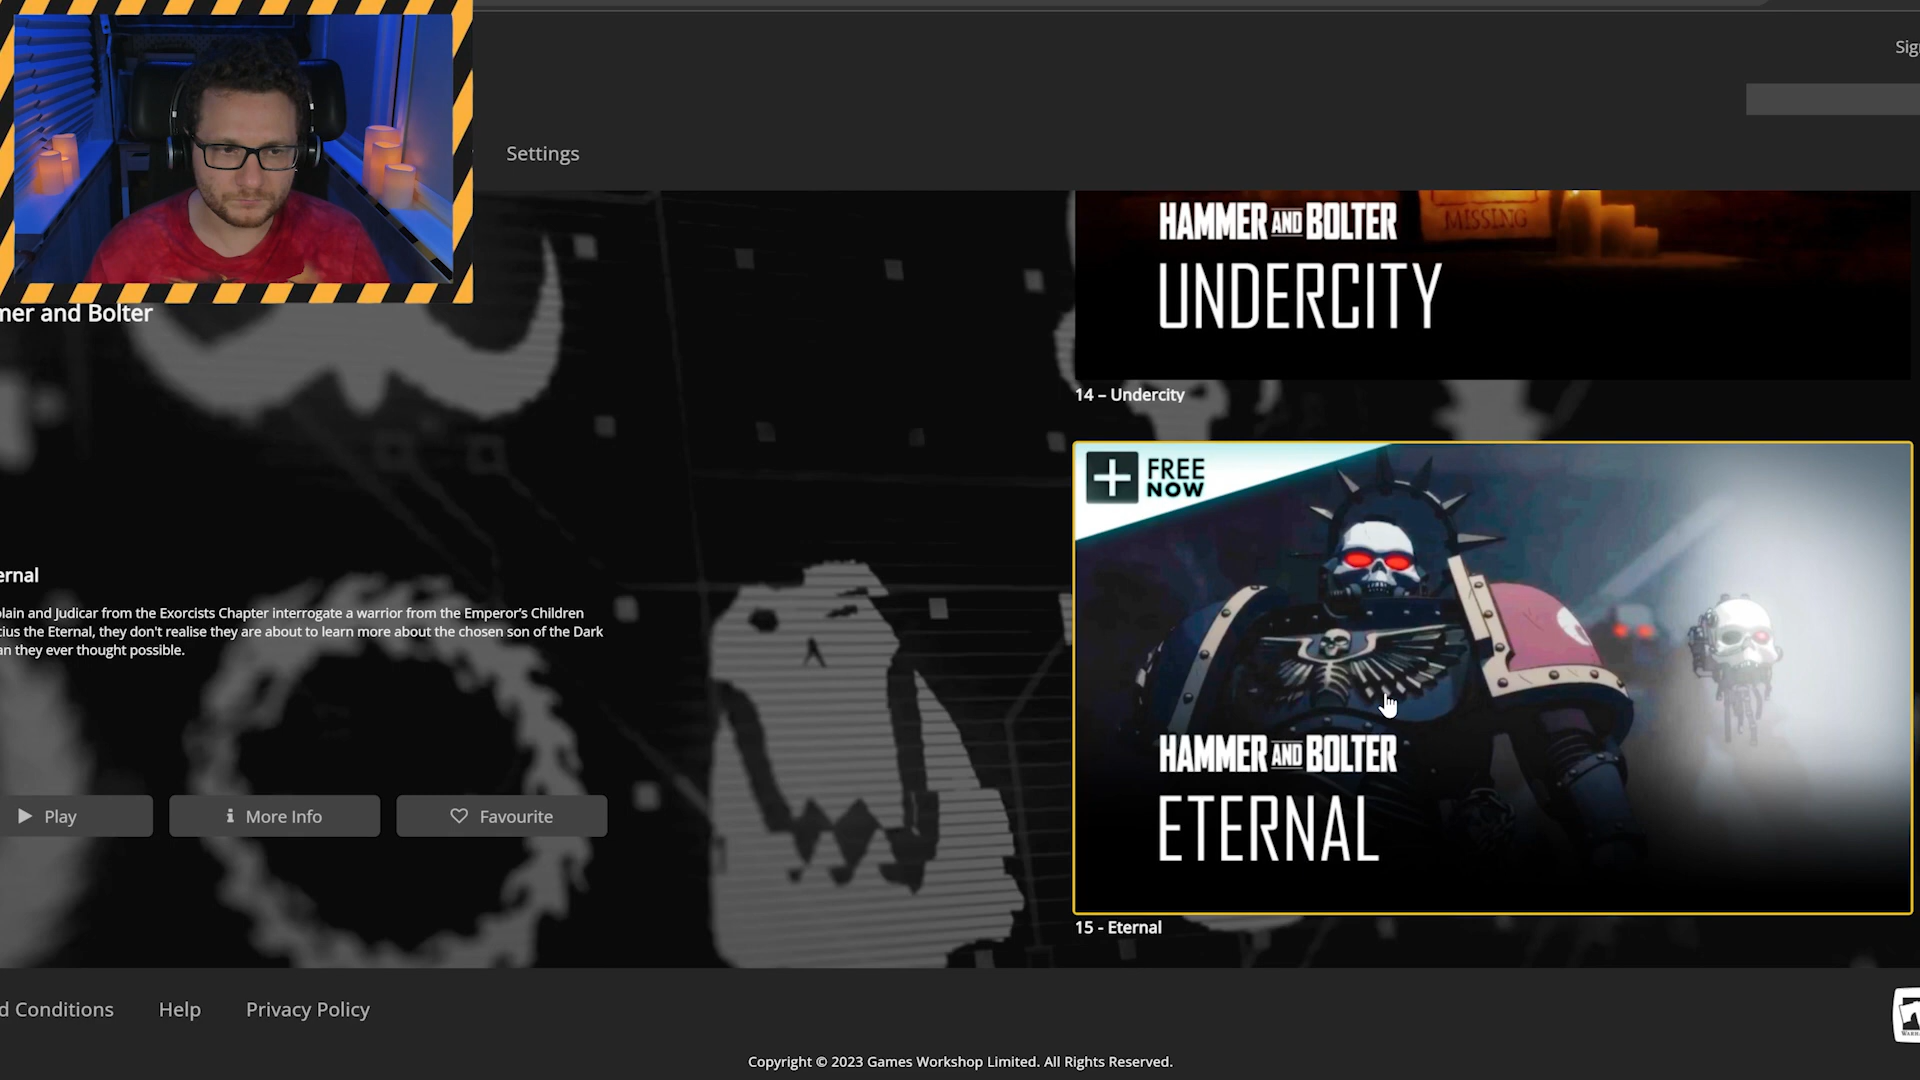 Sig
Settings
mer and Bolter
HAMMER AND BOLTER
MISSING
UNDERCITY
14 – Undercity
+ FREE NOW
HAMMER AND BOLTER
ETERNAL
15 - Eternal
ernal
plain and Judicar from the Exorcists Chapter interrogate a warrior from the Emperor's Children
cius the Eternal, they don't realise they are about to learn more about the chosen son of the Dark
an they ever thought possible.
Play
More Info
Favourite
d Conditions
Help
Privacy Policy
Copyright © 2023 Games Workshop Limited. All Rights Reserved.